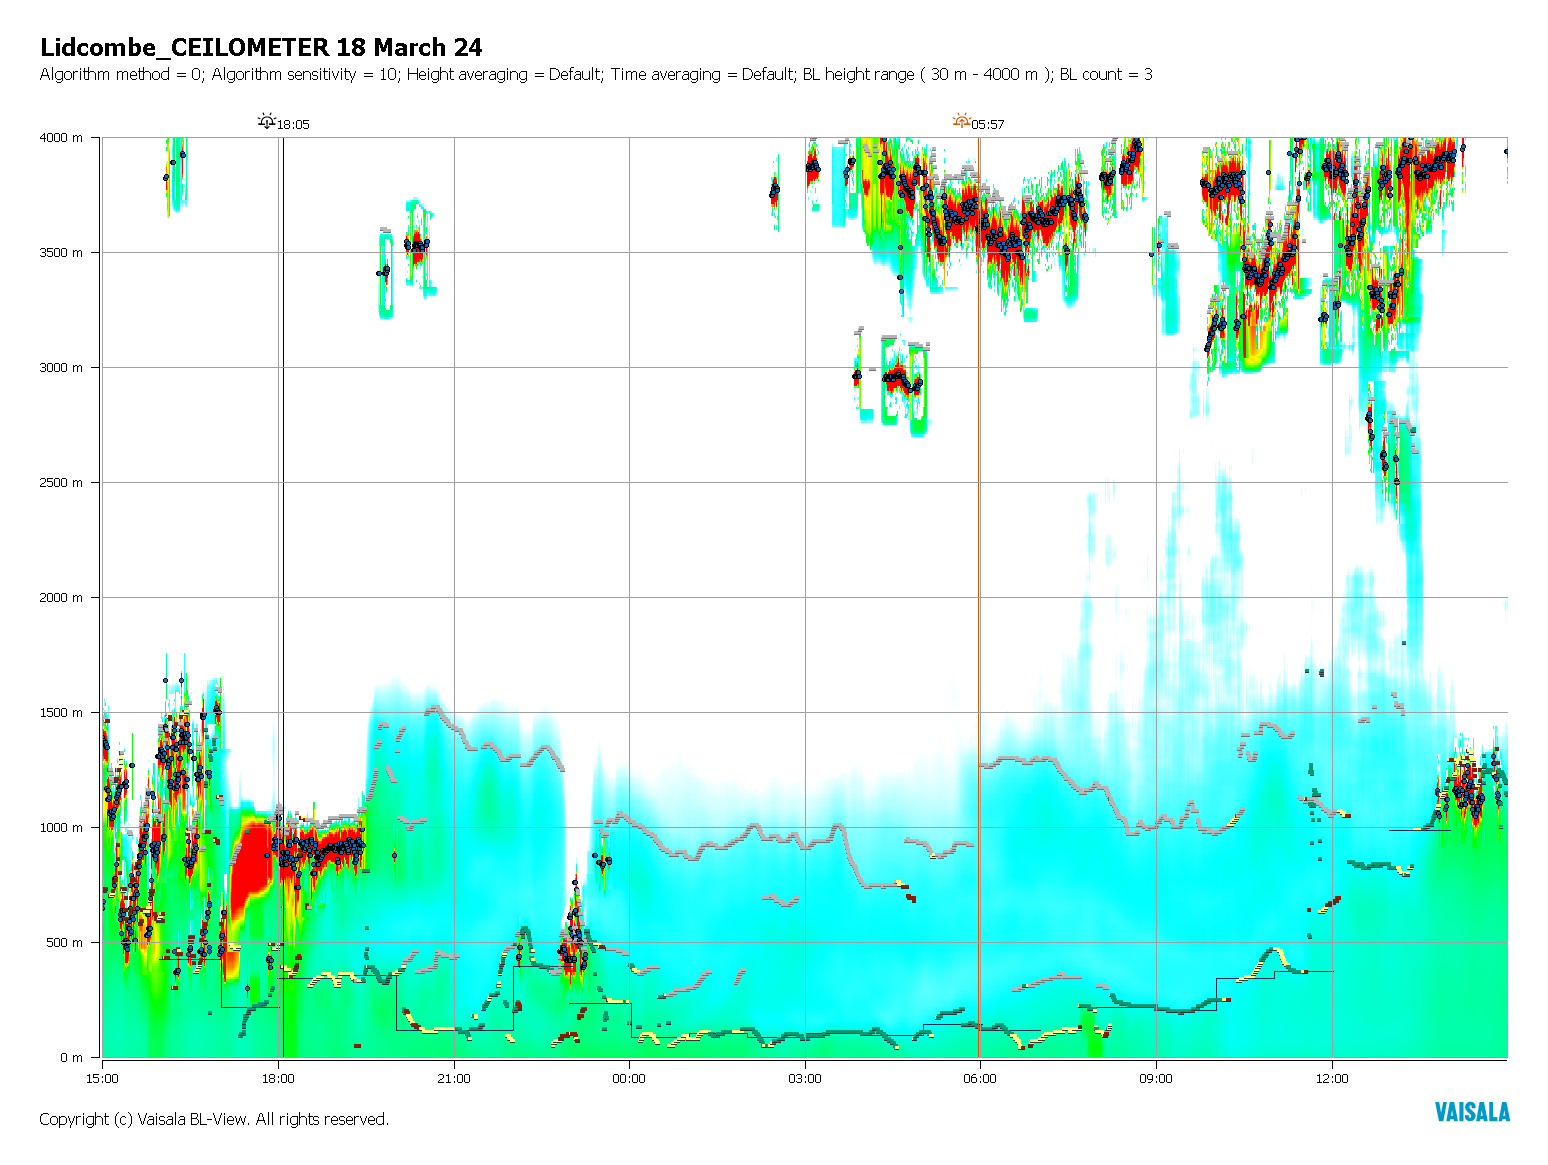 Lidcombe_CEILOMETER 18 March 24
Algorithm method = 0; Algorithm sensitivity = 10; Height averaging = Default; Time averaging = Default; BL height range ( 30 m - 4000 m ); BL count = 3
18:05
05:57
4000 m
3500 m
3000 m
2500 m
2000 m
1500 m
1000 m
500 m
0 m
15:00 18:00 21:00 00:00 03:00 06:00 09:00 12:00
Copyright (c) Vaisala BL-View. All rights reserved.
VAISALA